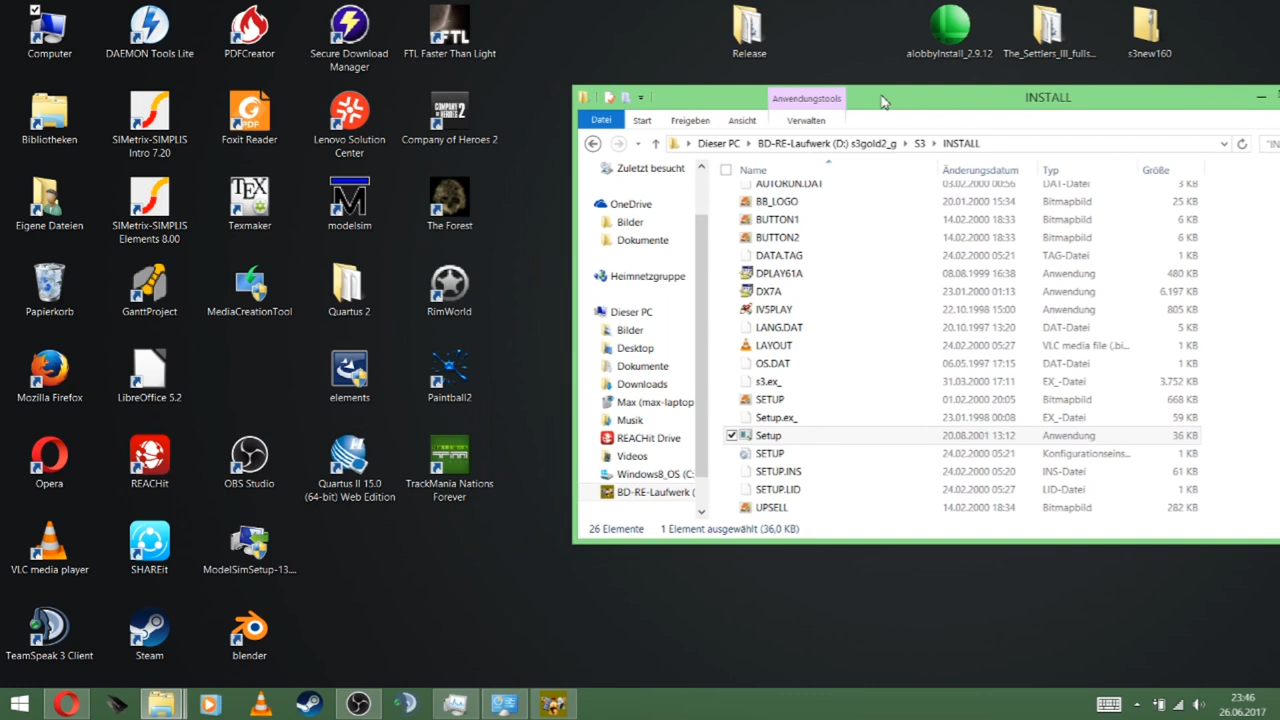 Computer
DAEMON Tools Lite
PDFCreator
Secure Download
Manager
FTL Faster Than Light
Release
alobbyInstall_2.9.12
The_Settlers_III_fulls...
s3new160
Bibliotheken
SIMetrix-SIMPLIS
Intro 7.20
Foxit Reader
Lenovo Solution
Center
Company of Heroes 2
Eigene Dateien
SIMetrix-SIMPLIS
Elements 8.00
Texmaker
modelsim
The Forest
Papierkorb
GanttProject
MediaCreationTool
Quartus 2
RimWorld
Mozilla Firefox
LibreOffice 5.2
elements
Paintball2
Opera
REACHit
OBS Studio
Quartus II 15.0
(64-bit) Web Edition
TrackMania Nations
Forever
VLC media player
SHAREit
ModelSimSetup-13....
TeamSpeak 3 Client
Steam
blender
Anwendungstools
INSTALL
Datei
Start
Freigeben
Ansicht
Verwalten
Dieser PC
BD-RE-Laufwerk (D:) s3gold2_g
S3
INSTALL
"IN
Zuletzt besucht
OneDrive
Bilder
Dokumente
Heimnetzgruppe
Dieser PC
Bilder
Desktop
Dokumente
Downloads
Max (max-laptop
Musik
REACHit Drive
Videos
Windows8_OS (C:
BD-RE-Laufwerk (
Name Änderungsdatum Typ Größe
AUTORUN.DAT 03.02.2000 00:56 DAT-Datei 3 KB
BB_LOGO 20.01.2000 15:34 Bitmapbild 25 KB
BUTTON1 14.02.2000 18:33 Bitmapbild 6 KB
BUTTON2 14.02.2000 18:33 Bitmapbild 6 KB
DATA.TAG 24.02.2000 05:21 TAG-Datei 1 KB
DPLAY61A 08.08.1999 16:38 Anwendung 480 KB
DX7A 23.01.2000 01:13 Anwendung 6.197 KB
IV5PLAY 22.10.1998 15:00 Anwendung 805 KB
LANG.DAT 20.10.1997 13:20 DAT-Datei 5 KB
LAYOUT 24.02.2000 05:27 VLC media file (.bi... 1 KB
OS.DAT 06.05.1997 17:15 DAT-Datei 1 KB
s3.ex_ 31.03.2000 17:11 EX_-Datei 3.752 KB
SETUP 01.02.2000 20:05 Bitmapbild 668 KB
Setup.ex_ 23.01.1998 00:08 EX_-Datei 59 KB
Setup 20.08.2001 13:12 Anwendung 36 KB
SETUP 24.02.2000 05:21 Konfigurationseins... 1 KB
SETUP.INS 24.02.2000 05:20 INS-Datei 61 KB
SETUP.LID 24.02.2000 05:27 LID-Datei 1 KB
UPSELL 14.02.2000 18:34 Bitmapbild 282 KB
26 Elemente 1 Element ausgewählt (36,0 KB)
23:46
26.06.2017